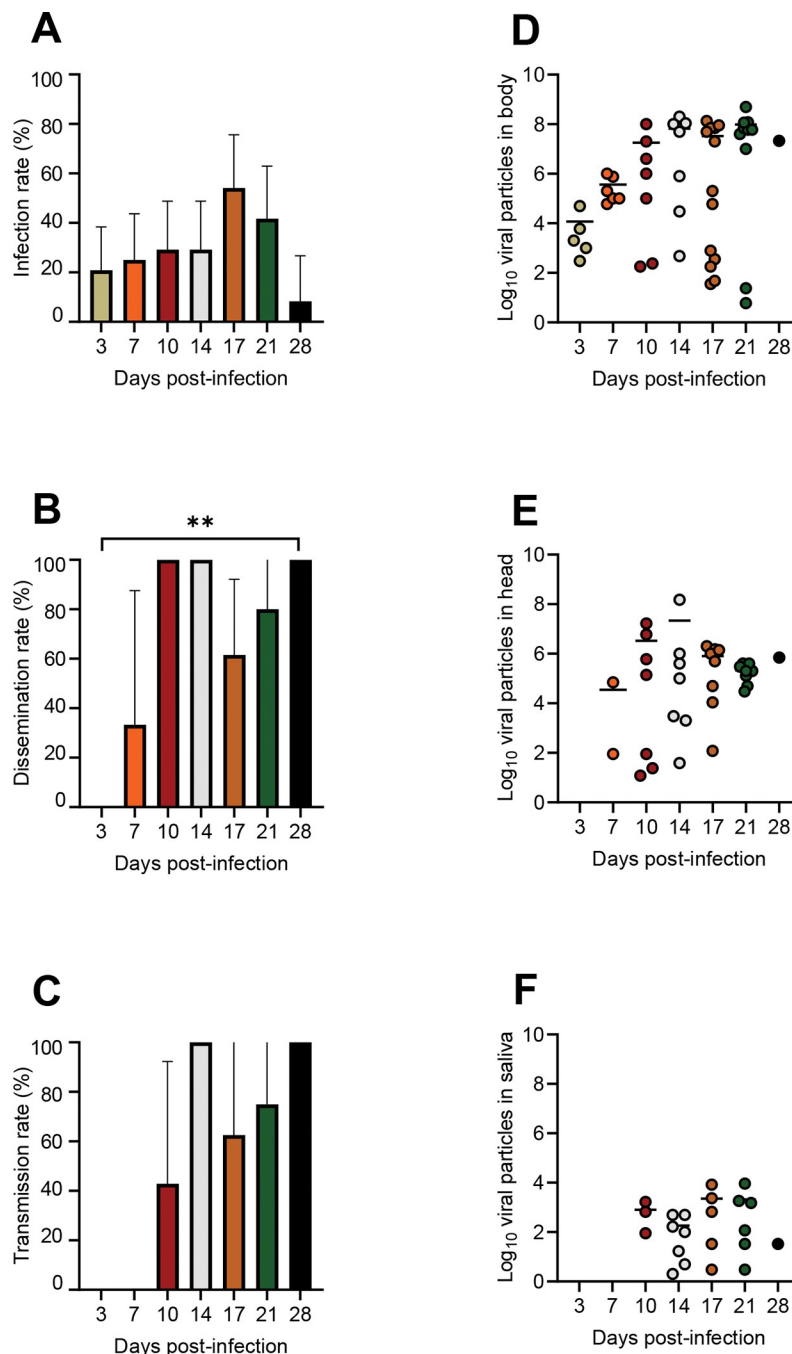 A
100
80
60
40
20
0
Infection rate (%)
3 7 10 14 17 21 28
Days post-infection
D
10
8
6
4
2
0
Log10 viral particles in body
3 7 10 14 17 21 28
Days post-infection
B
**
100
80
60
40
20
0
Dissemination rate (%)
3 7 10 14 17 21 28
Days post-infection
E
10
8
6
4
2
0
Log10 viral particles in head
3 7 10 14 17 21 28
Days post-infection
C
100
80
60
40
20
0
Transmission rate (%)
3 7 10 14 17 21 28
Days post-infection
F
10
8
6
4
2
0
Log10 viral particles in saliva
3 7 10 14 17 21 28
Days post-infection